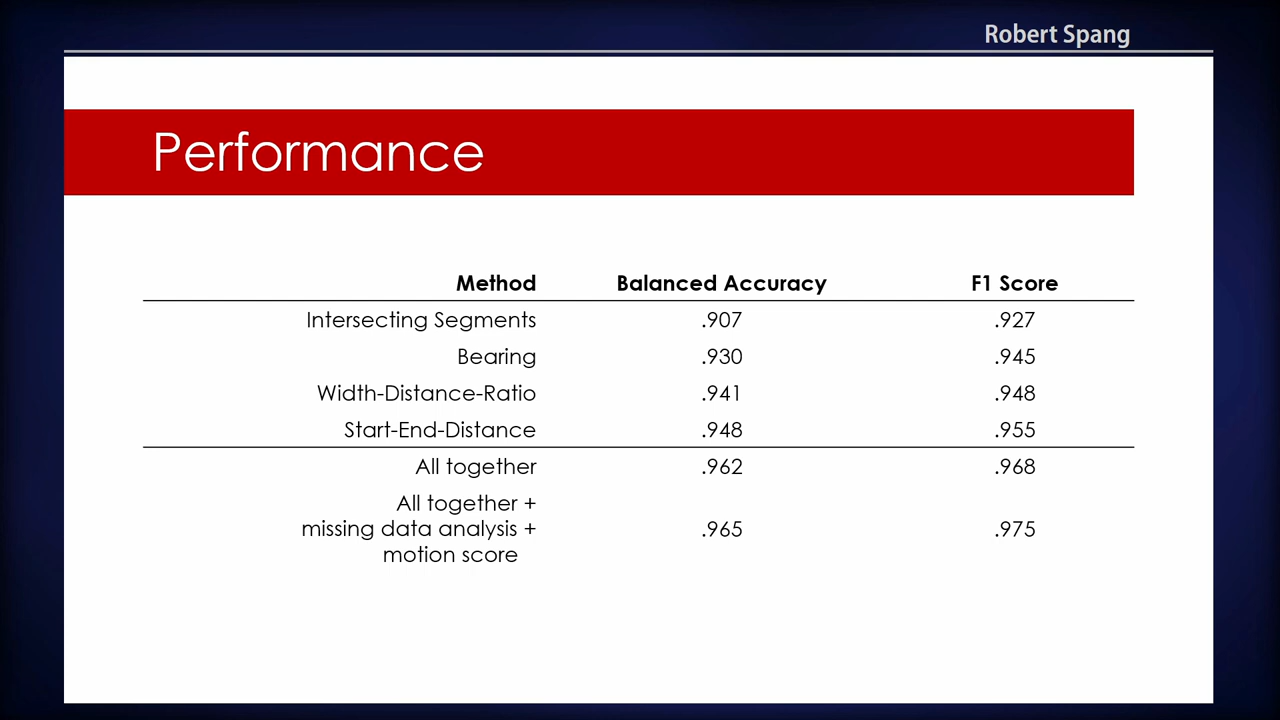 Robert Spang
Performance
Method Balanced Accuracy F1 Score
Intersecting Segments .907 .927
Bearing .930 .945
Width-Distance-Ratio .941 .948
Start-End-Distance .948 .955
All together .962 .968
All together +
missing data analysis + .965 .975
motion score